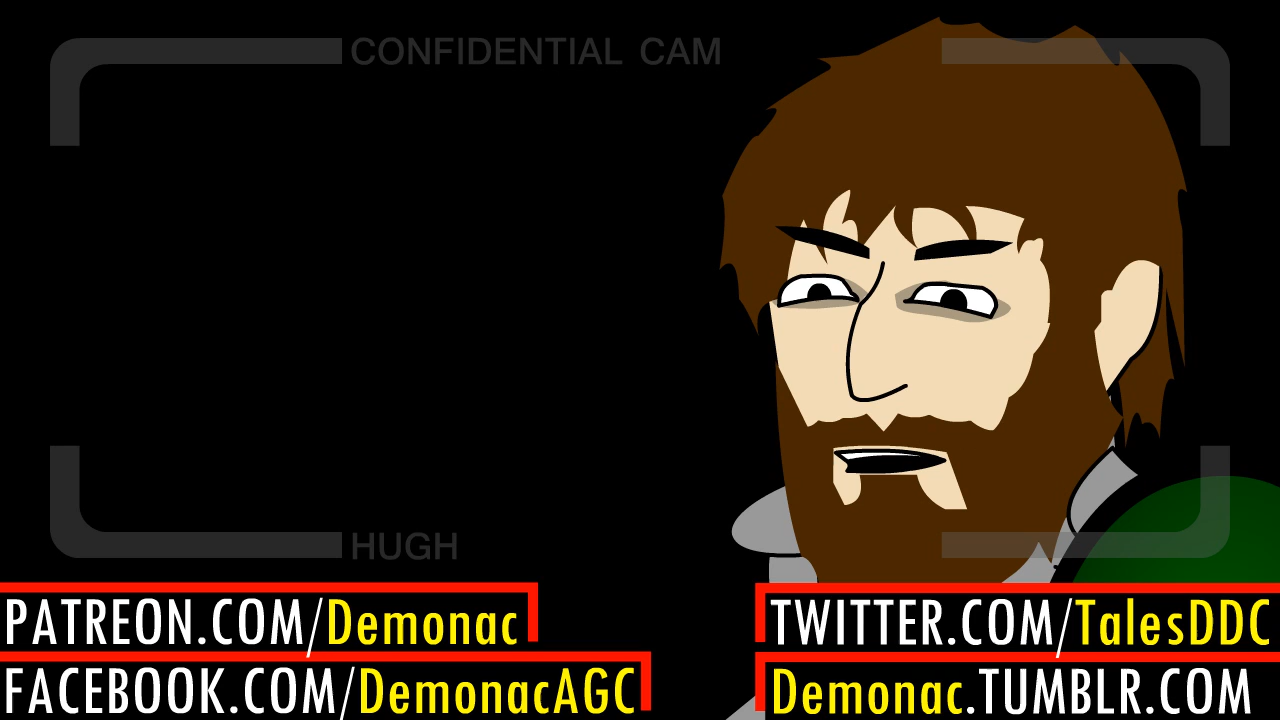 CONFIDENTIAL CAM
HUGH
PATREON.COM/Demonac
TWITTER.COM/TalesDDC
FACEBOOK.COM/DemonacAGC
Demonac.TUMBLR.COM